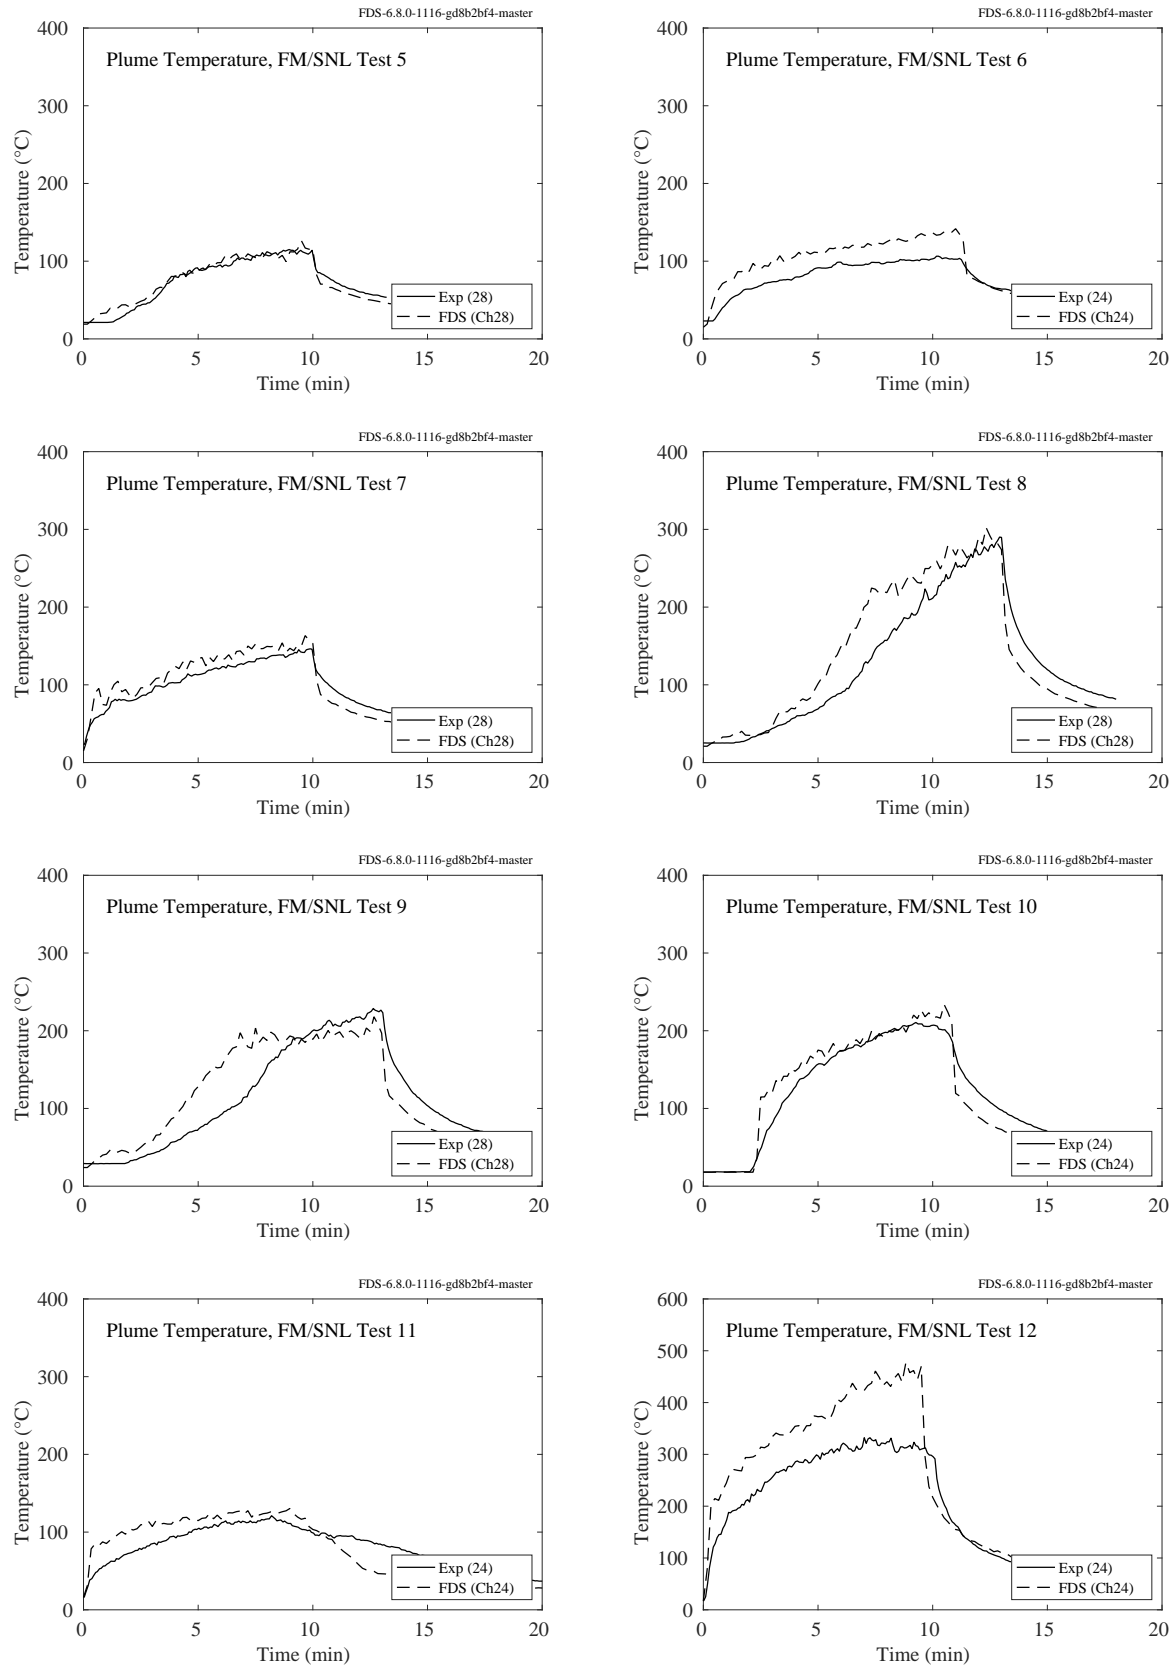 FDS-6.8.0-1116-gd8b2bf4-master
Plume Temperature, FM/SNL Test 5
Temperature (°C)
400
300
200
100
0
0 5 10 15 20
Time (min)
Exp (28)
FDS (Ch28)
FDS-6.8.0-1116-gd8b2bf4-master
Plume Temperature, FM/SNL Test 6
Temperature (°C)
400
300
200
100
0
0 5 10 15 20
Time (min)
Exp (24)
FDS (Ch24)
FDS-6.8.0-1116-gd8b2bf4-master
Plume Temperature, FM/SNL Test 7
Temperature (°C)
400
300
200
100
0
0 5 10 15 20
Time (min)
Exp (28)
FDS (Ch28)
FDS-6.8.0-1116-gd8b2bf4-master
Plume Temperature, FM/SNL Test 8
Temperature (°C)
400
300
200
100
0
0 5 10 15 20
Time (min)
Exp (28)
FDS (Ch28)
FDS-6.8.0-1116-gd8b2bf4-master
Plume Temperature, FM/SNL Test 9
Temperature (°C)
400
300
200
100
0
0 5 10 15 20
Time (min)
Exp (28)
FDS (Ch28)
FDS-6.8.0-1116-gd8b2bf4-master
Plume Temperature, FM/SNL Test 10
Temperature (°C)
400
300
200
100
0
0 5 10 15 20
Time (min)
Exp (24)
FDS (Ch24)
FDS-6.8.0-1116-gd8b2bf4-master
Plume Temperature, FM/SNL Test 11
Temperature (°C)
400
300
200
100
0
0 5 10 15 20
Time (min)
Exp (24)
FDS (Ch24)
FDS-6.8.0-1116-gd8b2bf4-master
Plume Temperature, FM/SNL Test 12
Temperature (°C)
600
500
400
300
200
100
0
0 5 10 15 20
Time (min)
Exp (24)
FDS (Ch24)